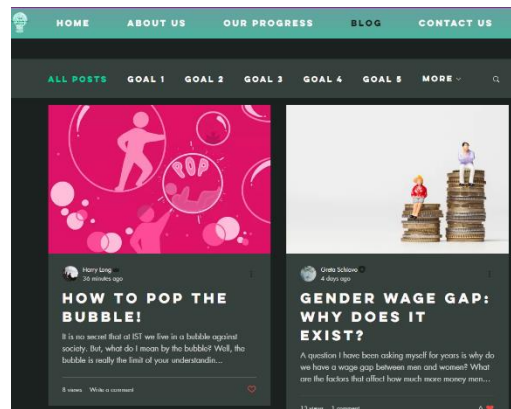 HOME ABOUT US OUR PROGRESS BLOG CONTACT US
ALL POSTS GOAL 1 GOAL 2 GOAL 3 GOAL 4 GOAL 5 MORE
POP
Harry Long
36 minutes ago
HOW TO POP THE
BUBBLE!
It is no secret that at IST we live in a bubble against
society. But, what do I mean by the bubble? Well, the
bubble is really the limit of your understandin...
8 views Write a comment
Greta Schiavo
4 days ago
GENDER WAGE GAP:
WHY DOES IT
EXIST?
A question I have been asking myself for years is why do
we have a wage gap between men and women? What
are the factors that affect how much more money men...
13 views 1 comment 6